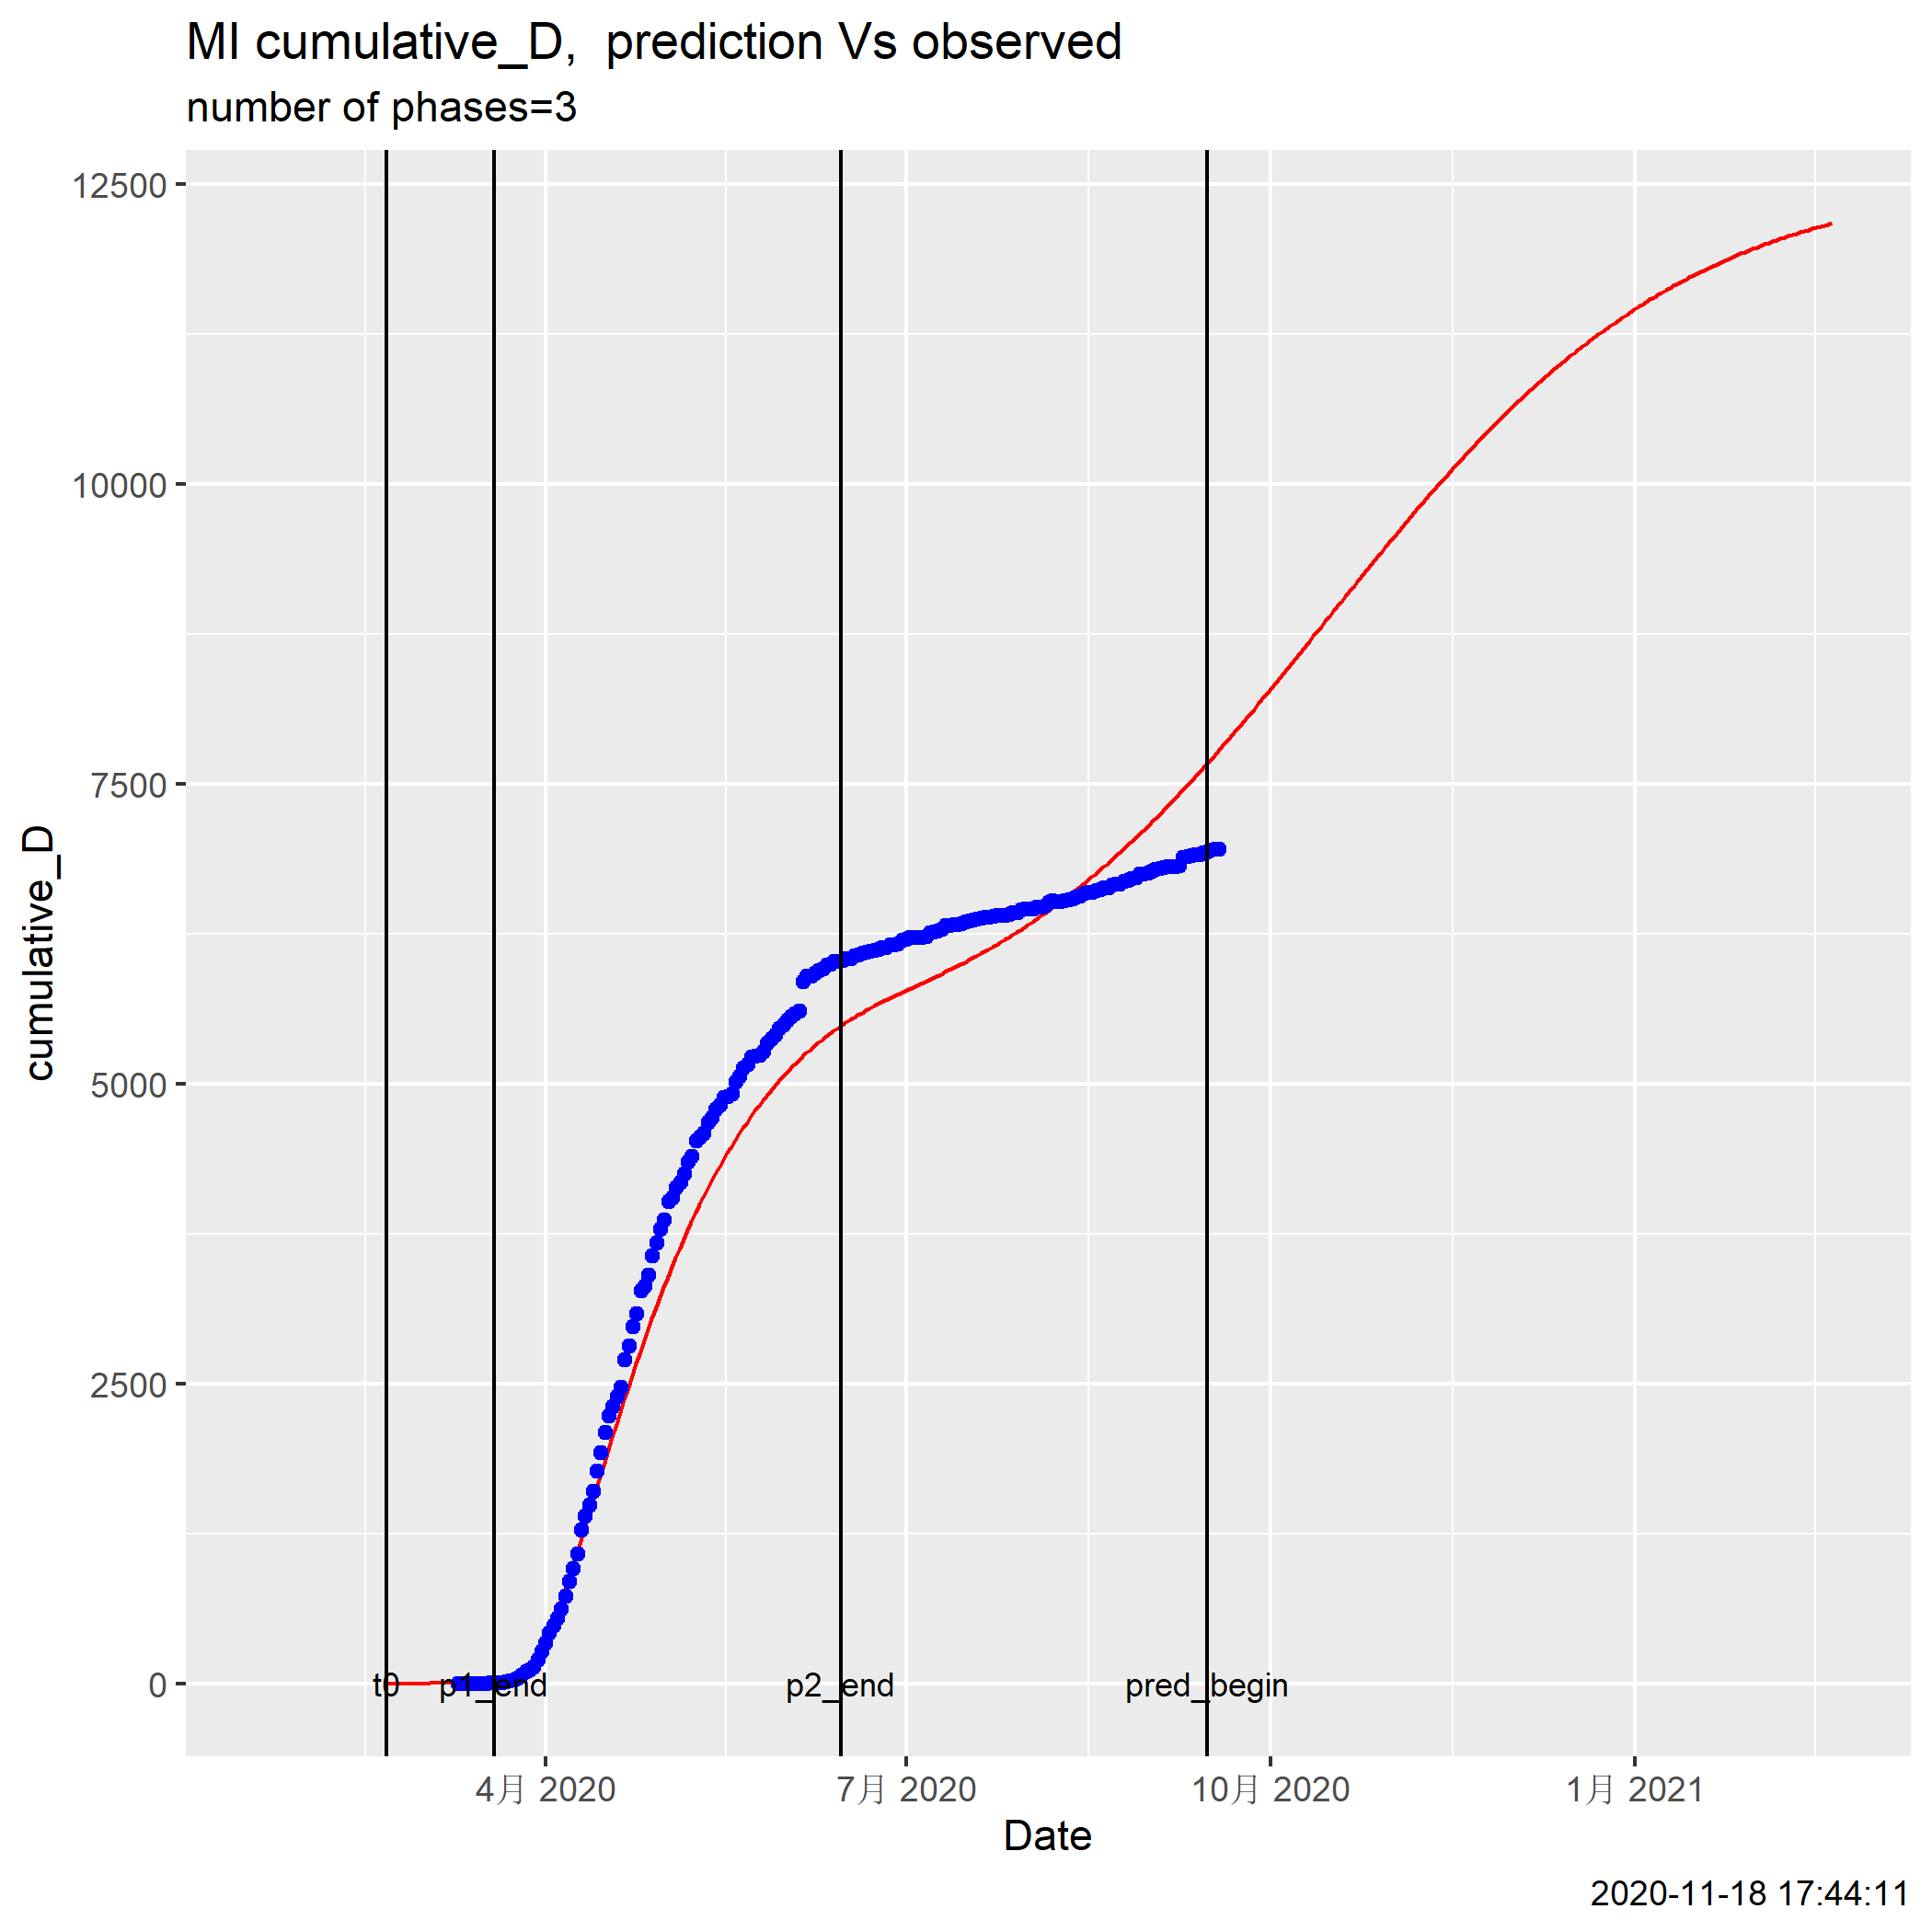 MI cumulative_D,  prediction Vs observed
number of phases=3
12500
10000
7500
5000
2500
0
cumulative_D
t0
p1_end
p2_end
pred_begin
4月 2020
7月 2020
10月 2020
1月 2021
Date
2020-11-18 17:44:11